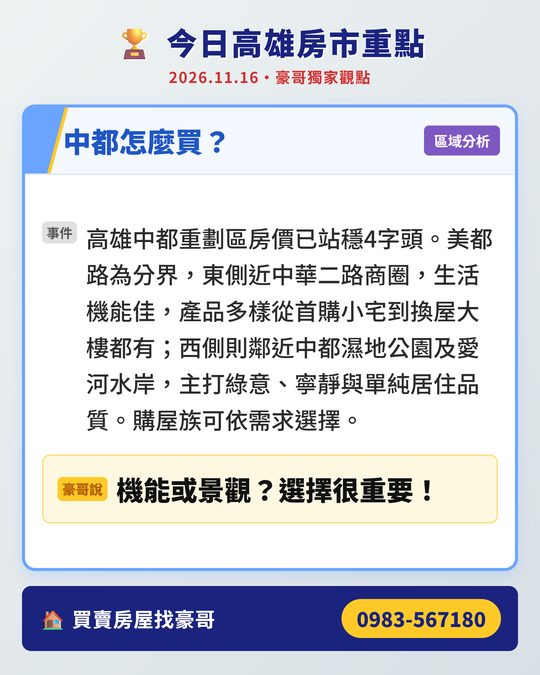 今日高雄房市重點
2026.11.16・豪哥獨家觀點
中都怎麼買？
區域分析
事件
高雄中都重劃區房價已站穩4字頭。美都
路為分界，東側近中華二路商圈，生活
機能佳，產品多樣從首購小宅到換屋大
樓都有；西側則鄰近中都濕地公園及愛
河水岸，主打綠意、寧靜與單純居住品
質。購屋族可依需求選擇。
豪哥說
機能或景觀？選擇很重要！
買賣房屋找豪哥
0983-567180